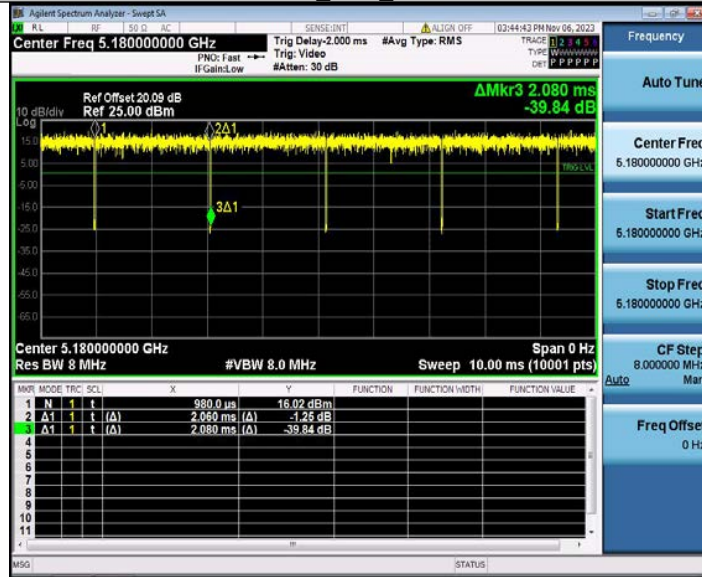 Agilent Spectrum Analyzer - Swept SA
RL RF 50 Ω AC SENSE:INT ALIGN OFF 03:44:43 PM Nov 06, 2023
Center Freq 5.180000000 GHz
PNO: Fast
IFGain:Low
Trig Delay-2.000 ms
Trig: Video
#Atten: 30 dB
#Avg Type: RMS
TRACE 1 2 3 4 5 6
TYPE W
DET P P P P P P
ΔMkr3 2.080 ms
-39.84 dB
Ref Offset 20.09 dB
10 dB/div Ref 25.00 dBm
Log
1 2Δ1
15.0
5.00
TRIG LVL
-5.00
-15.0
3Δ1
-25.0
-35.0
-45.0
-55.0
-65.0
Center 5.180000000 GHz Span 0 Hz
Res BW 8 MHz #VBW 8.0 MHz Sweep 10.00 ms (10001 pts)
MKR MODE TRC SCL X Y FUNCTION FUNCTION WIDTH FUNCTION VALUE
1 N 1 t 980.0 µs 16.02 dBm
2 Δ1 1 t (Δ) 2.060 ms (Δ) -1.25 dB
3 Δ1 1 t (Δ) 2.080 ms (Δ) -39.84 dB
4
5
6
7
8
9
10
11
MSG STATUS
Frequency
Auto Tune
Center Freq
5.180000000 GHz
Start Freq
5.180000000 GHz
Stop Freq
5.180000000 GHz
CF Step
8.000000 MHz
Auto Man
Freq Offset
0 Hz